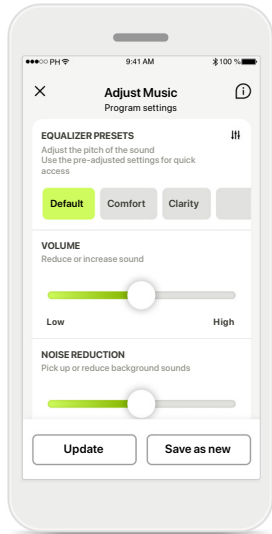 PH 9:41 AM 100 %
Adjust Music
Program settings
EQUALIZER PRESETS
Adjust the pitch of the sound
Use the pre-adjusted settings for quick
access
Default Comfort Clarity
VOLUME
Reduce or increase sound
Low High
NOISE REDUCTION
Pick up or reduce background sounds
Update Save as new